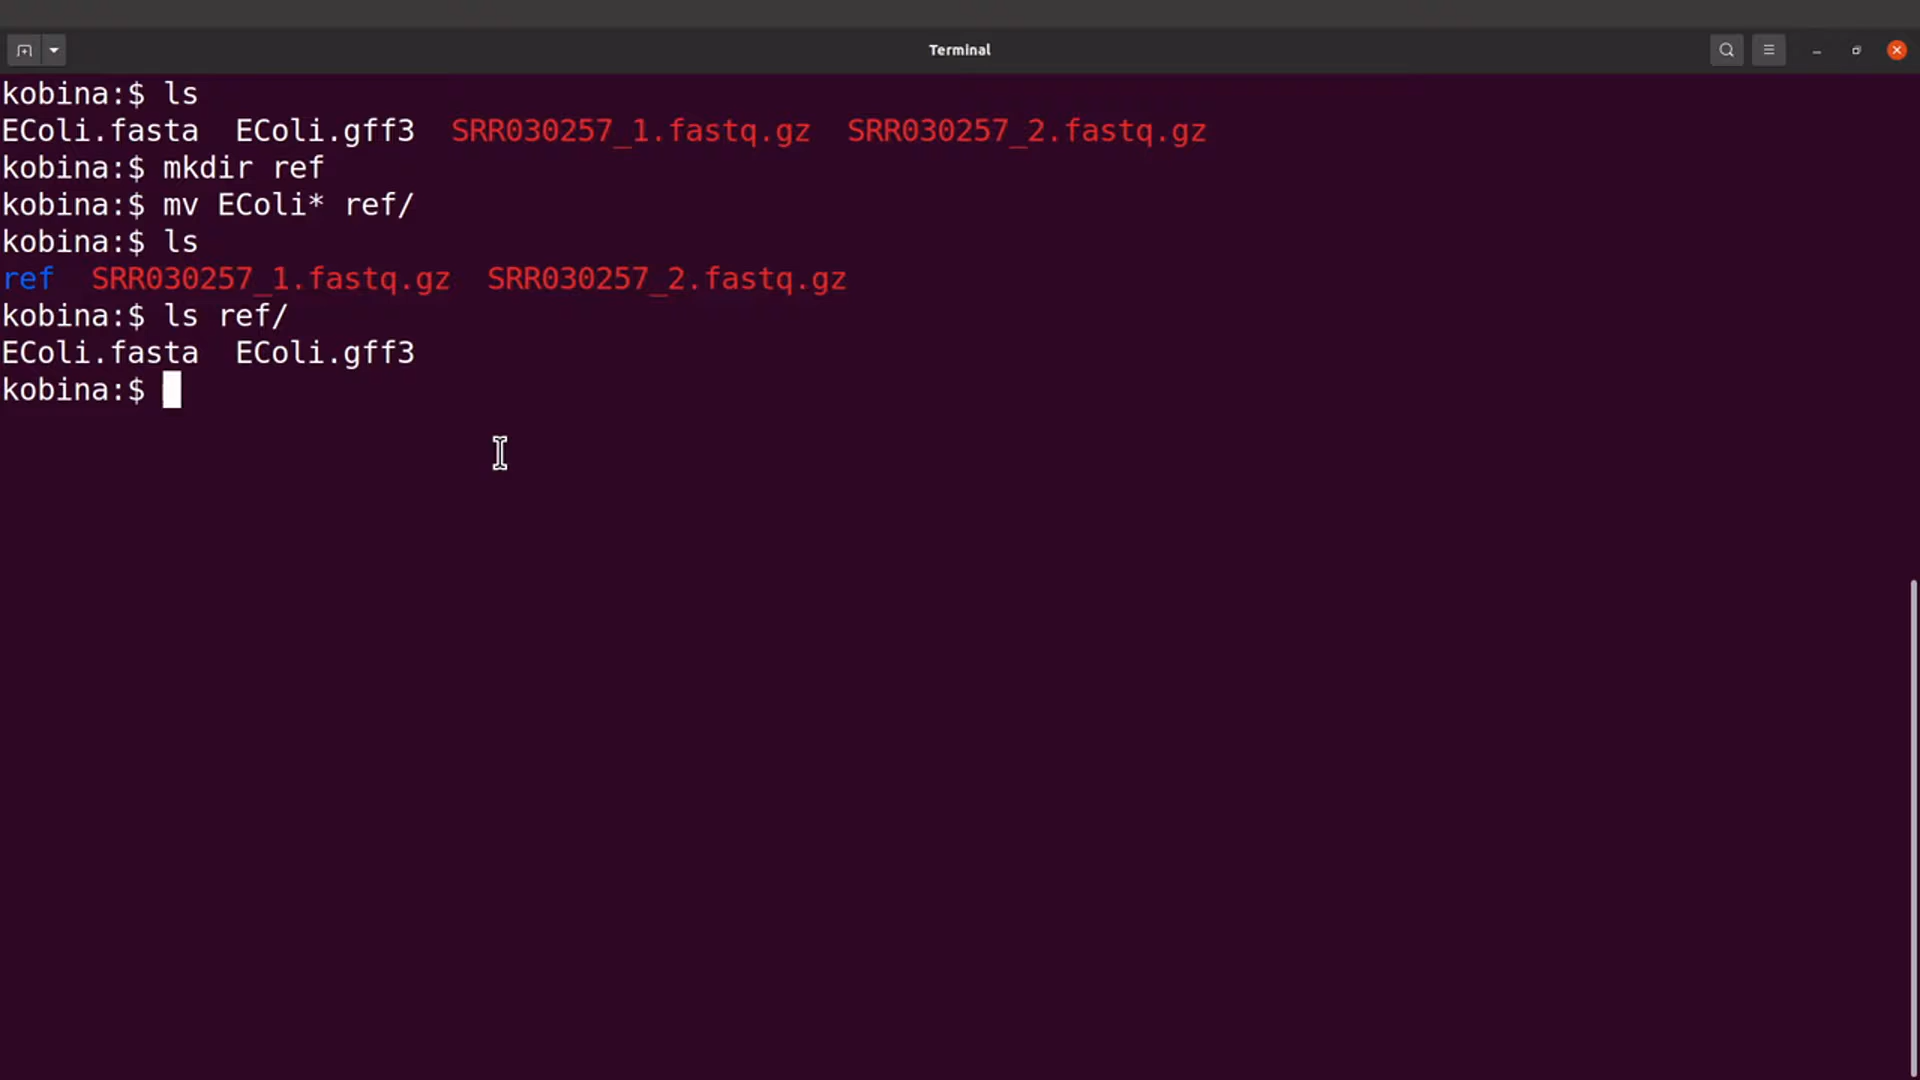 Terminal
kobina:$ ls
EColi.fasta  EColi.gff3  SRR030257_1.fastq.gz  SRR030257_2.fastq.gz
kobina:$ mkdir ref
kobina:$ mv EColi* ref/
kobina:$ ls
ref  SRR030257_1.fastq.gz  SRR030257_2.fastq.gz
kobina:$ ls ref/
EColi.fasta  EColi.gff3
kobina:$